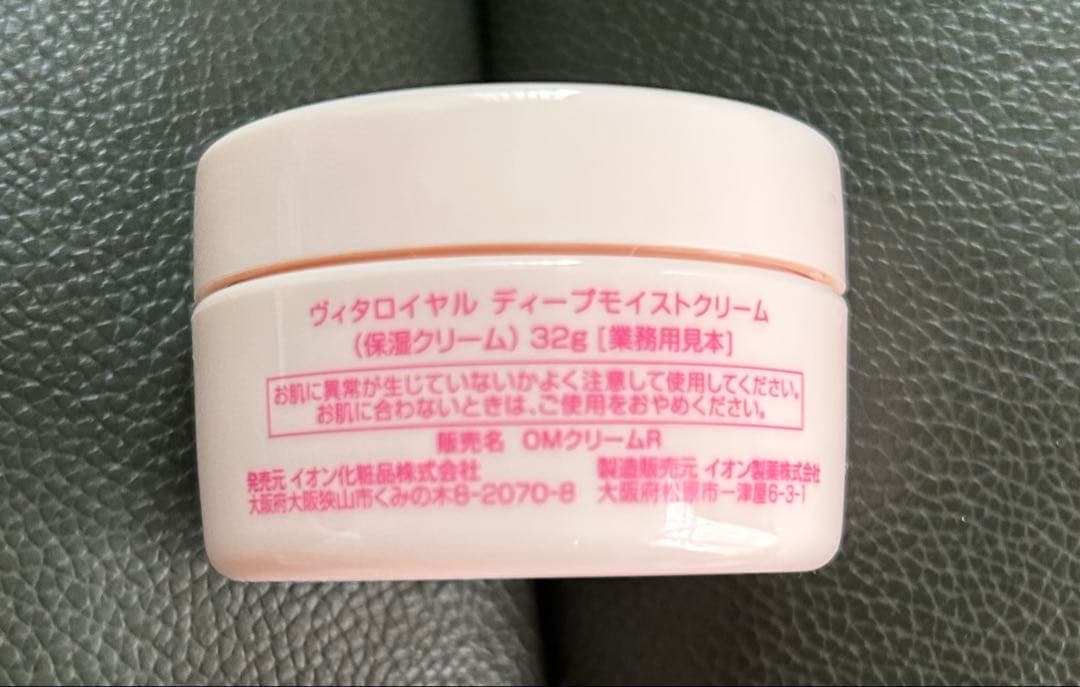 ヴィタロイヤル ディープモイストクリーム
(保湿クリーム) 32g [業務用見本]
お肌に異常が生じていないかよく注意して使用してください。
お肌に合わないときは、ご使用をおやめください。
販売名 OMクリームR
発売元 イオン化粧品株式会社
大阪府大阪狭山市くみの木8-2070-8
製造販売元 イオン製薬株式会社
大阪府松原市一津屋6-3-1